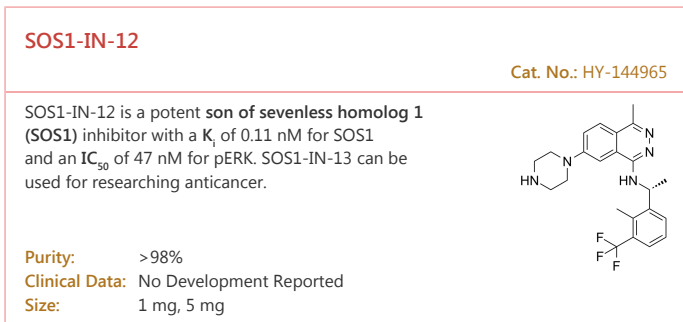 SOS1-IN-12
Cat. No.: HY-144965
SOS1-IN-12 is a potent son of sevenless homolog 1
(SOS1) inhibitor with a Ki of 0.11 nM for SOS1
and an IC50 of 47 nM for pERK. SOS1-IN-13 can be
used for researching anticancer.
Purity: >98%
Clinical Data: No Development Reported
Size: 1 mg, 5 mg
N
N
N
HN
HN
F
F
F